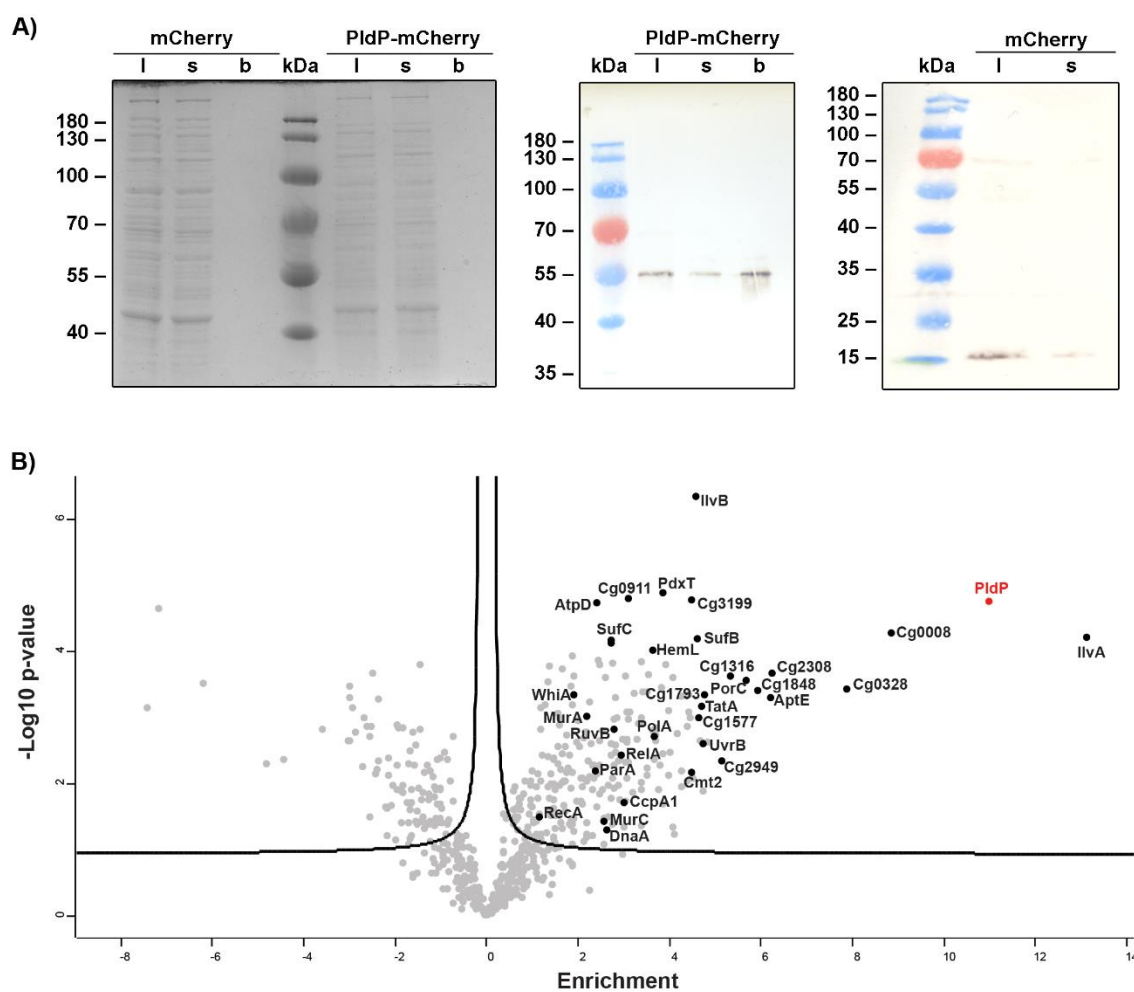 A)
mCherry PldP-mCherry
l s b kDa l s b
180
130
100
70
55
40
PldP-mCherry
kDa l s b
180
130
100
70
55
40
35
mCherry
kDa l s
180
130
100
70
55
40
35
25
15
B)
-Log10 p-value
6
4
2
0
IlvB
PldP
Cg0911
PdxT
AtpD
Cg3199
Cg0008
SufC
SufB
IlvA
HemL
Cg1316
Cg2308
WhiA
Cg1793
PorC
Cg1848
Cg0328
AptE
TatA
MurA
Cg1577
RuvB
PolA
UvrB
RelA
Cg2949
ParA
Cmt2
CcpA1
RecA
MurC
DnaA
-8 -6 -4 -2 0 2 4 6 8 10 12 14
Enrichment